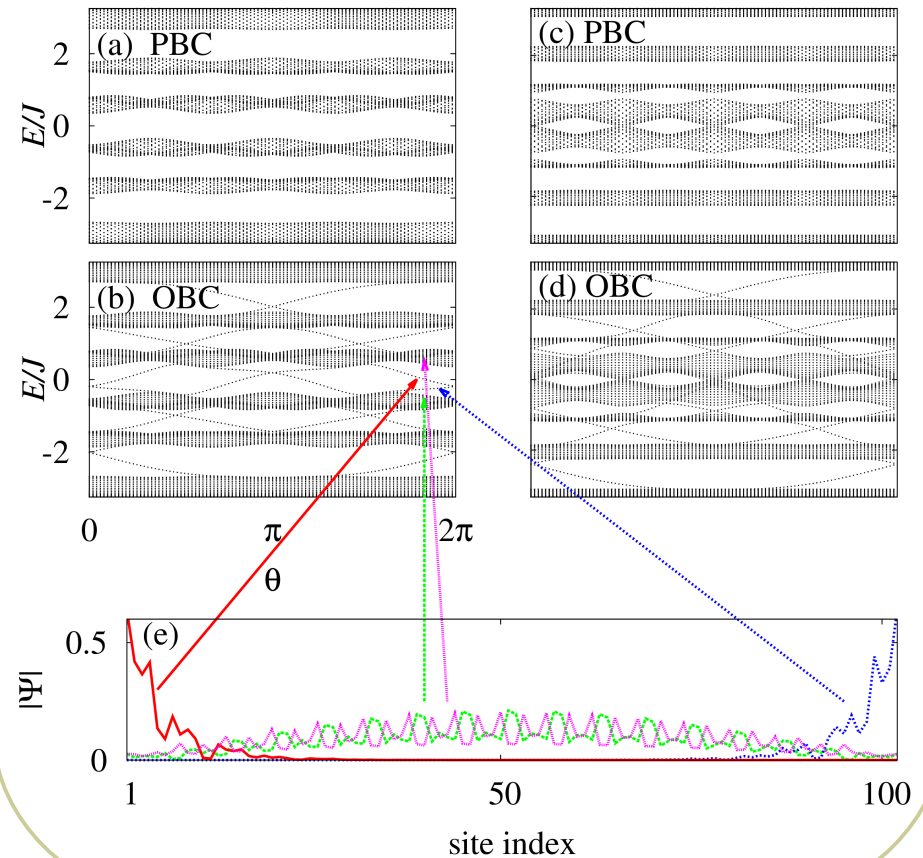 (a) PBC
(c) PBC
2
0
-2
E/J
(b) OBC
(d) OBC
2
0
-2
E/J
0
π
2π
θ
(e)
0.5
0
|Ψ|
1
50
100
site index